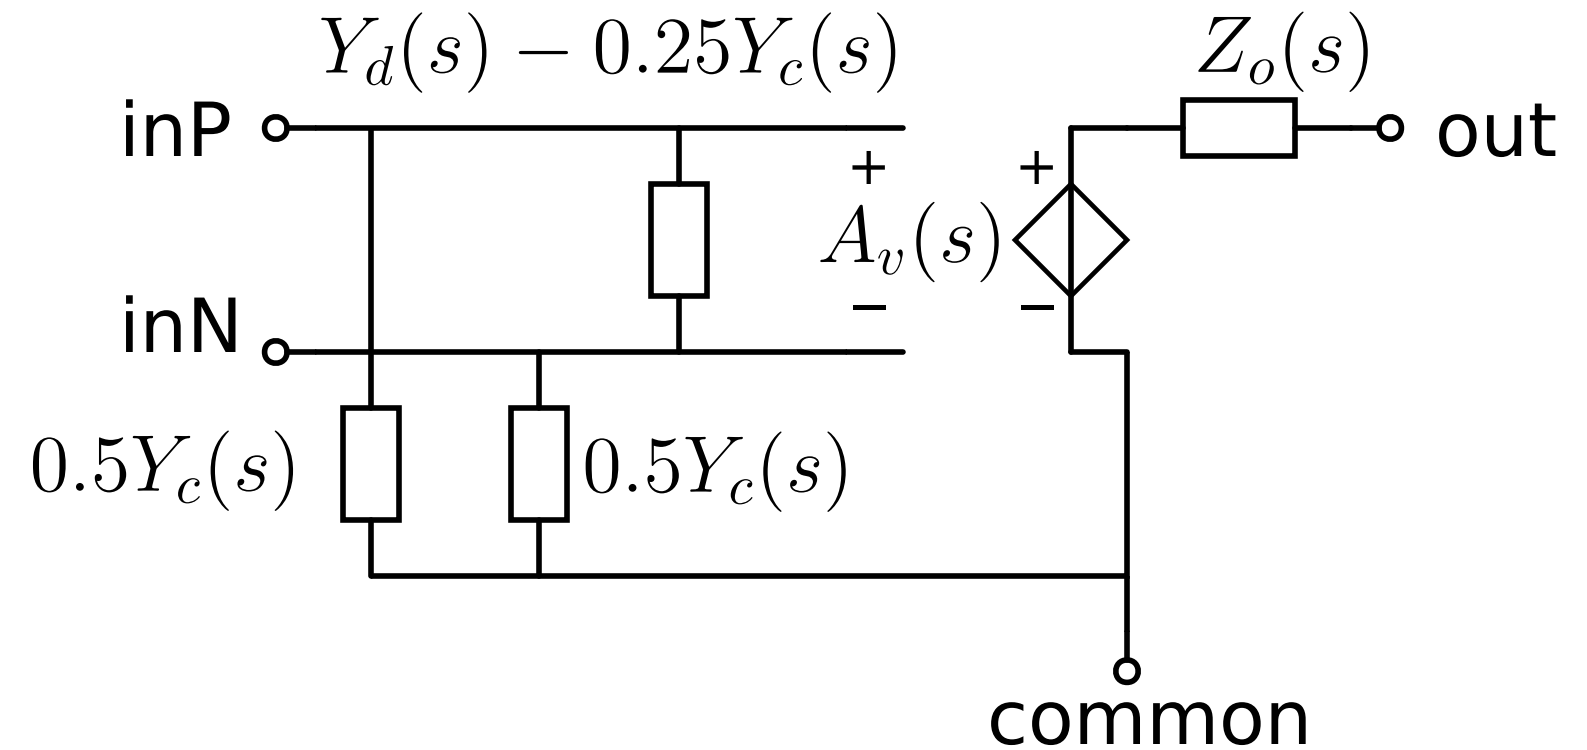 Y_d(s) − 0.25Y_c(s)
Z_o(s)
inP
out
+
+
A_v(s)
−
−
inN
0.5Y_c(s)
0.5Y_c(s)
common